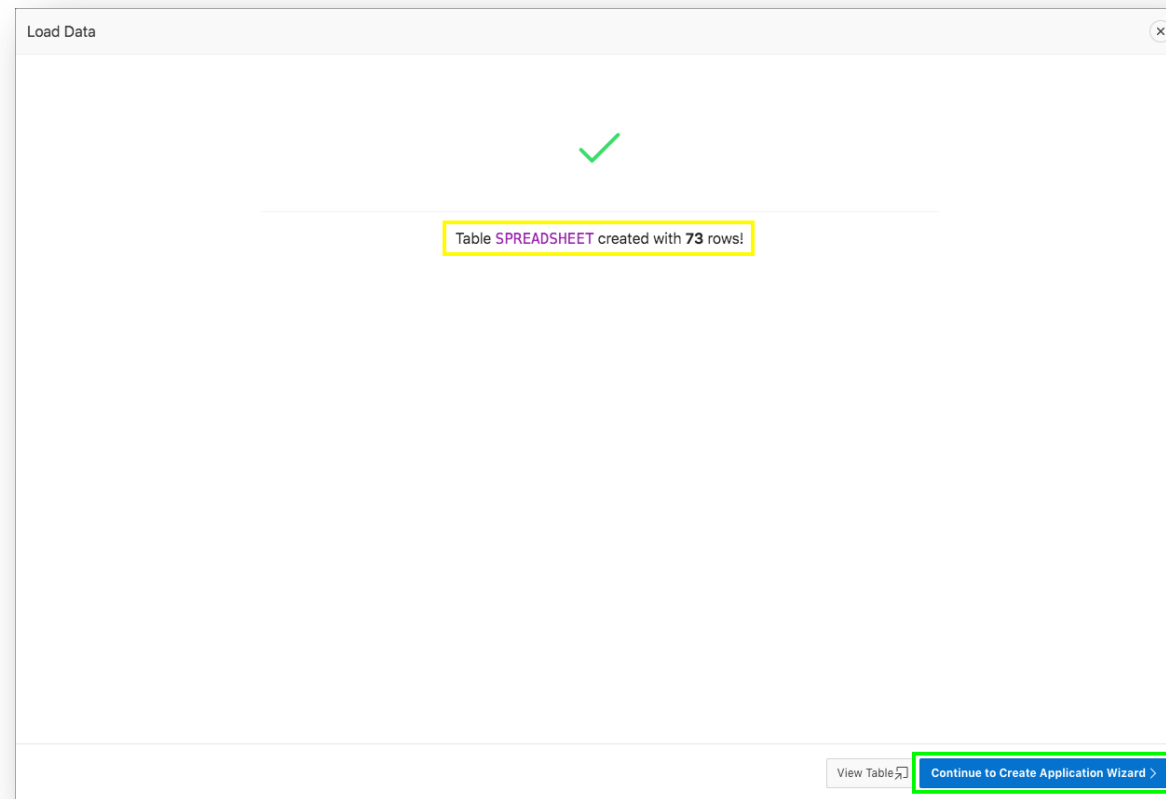 Load Data
Table SPREADSHEET created with 73 rows!
View Table
Continue to Create Application Wizard